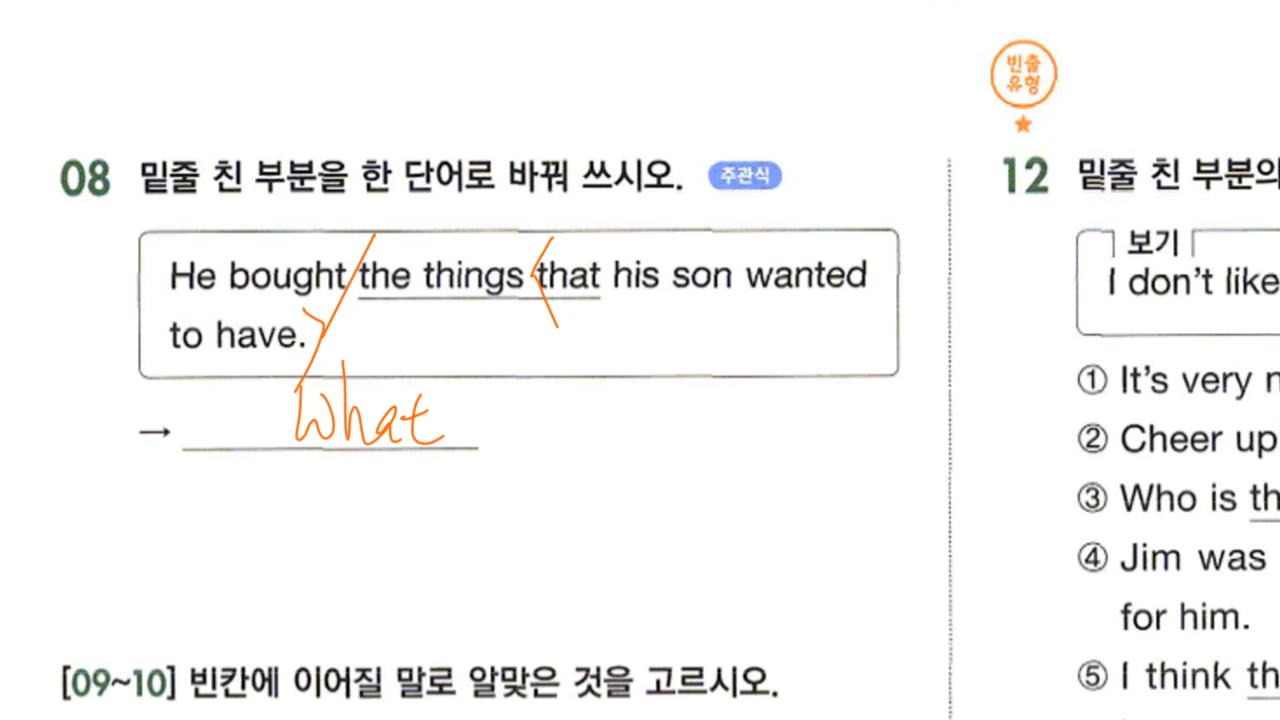 빈출
유형
08 밑줄 친 부분을 한 단어로 바꿔 쓰시오. 주관식
He bought the things that his son wanted
to have.
→ What
[09~10] 빈칸에 이어질 말로 알맞은 것을 고르시오.
12 밑줄 친 부분의
보기
I don't like
① It's very n
② Cheer up
③ Who is th
④ Jim was
for him.
⑤ I think th